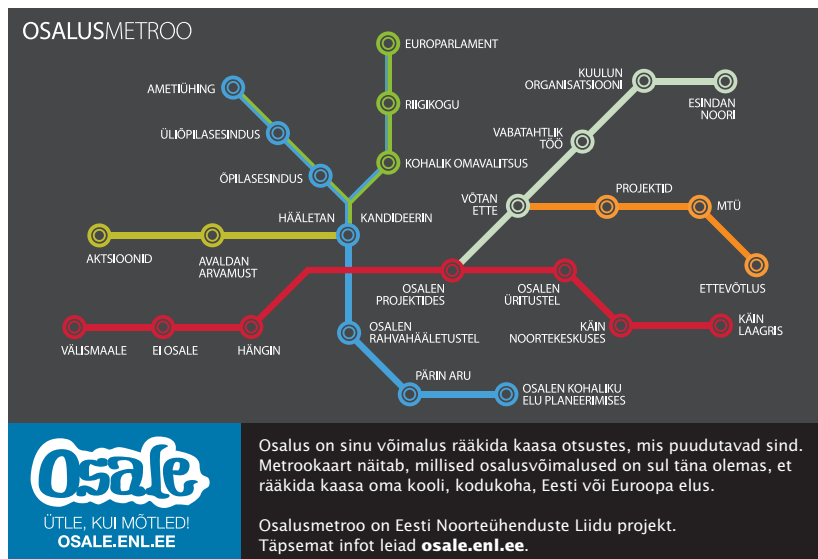 OSALUSMETROO
EUROPARLAMENT
AMETIÜHING
KUULUN
ORGANISATSIOONI
ESINDAN
NOORI
RIIGIKOGU
ÜLIÕPILASESINDUS
VABATAHTLIK
TÖÖ
KOHALIK OMAVALITSUS
ÕPILASESINDUS
PROJEKTID
VÕTAN
ETTE
MTÜ
HÄÄLETAN
KANDIDEERIN
AKTSIOONID
AVALDAN
ARVAMUST
OSALEN
PROJEKTIDES
OSALEN
ÜRITUSTEL
ETTEVÕTLUS
VÄLISMAALE
EI OSALE
HÄNGIN
OSALEN
RAHVAHÄÄLETUSTEL
KÄIN
NOORTEKESKUSES
KÄIN
LAAGRIS
PÄRIN ARU
OSALEN KOHALIKU
ELU PLANEERIMISES
Osale
ÜTLE, KUI MÕTLED!
OSALE.ENL.EE
Osalus on sinu võimalus rääkida kaasa otsustes, mis puudutavad sind.
Metrookaart näitab, millised osalusvõimalused on sul täna olemas, et
rääkida kaasa oma kooli, kodukoha, Eesti või Euroopa elus.
Osalusmetroo on Eesti Noorteühenduste Liidu projekt.
Täpsemat infot leiad osale.enl.ee.